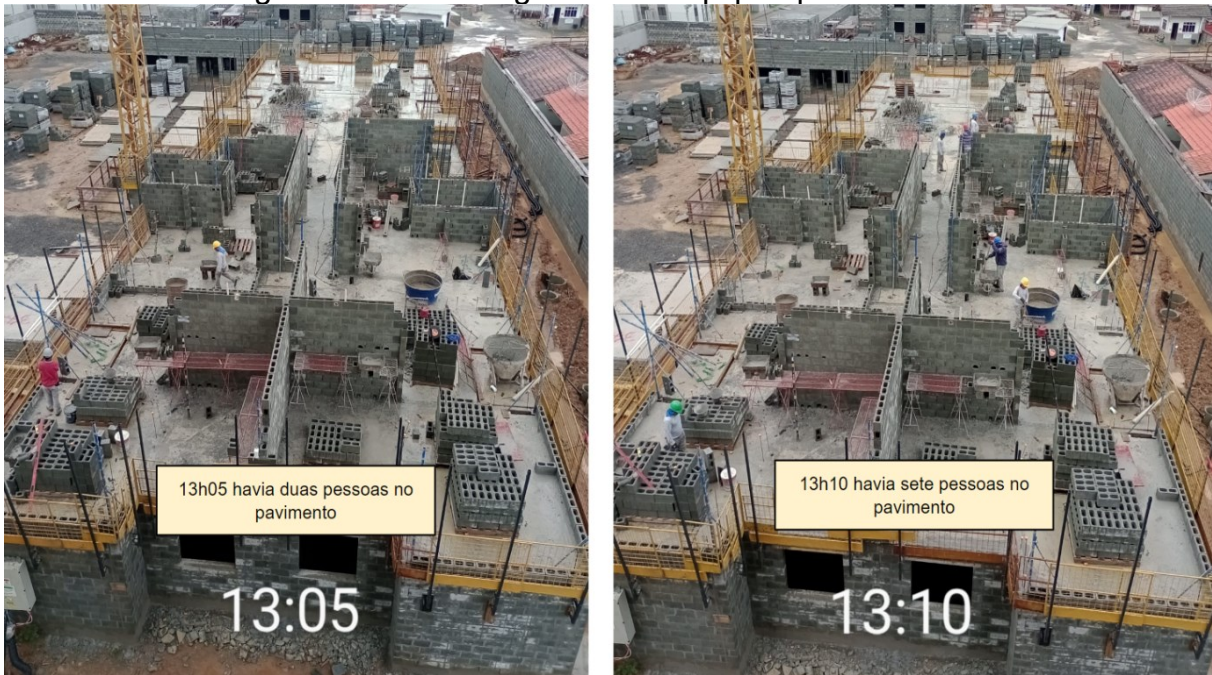 13h05 havia duas pessoas no
pavimento
13:05
13h10 havia sete pessoas no
pavimento
13:10